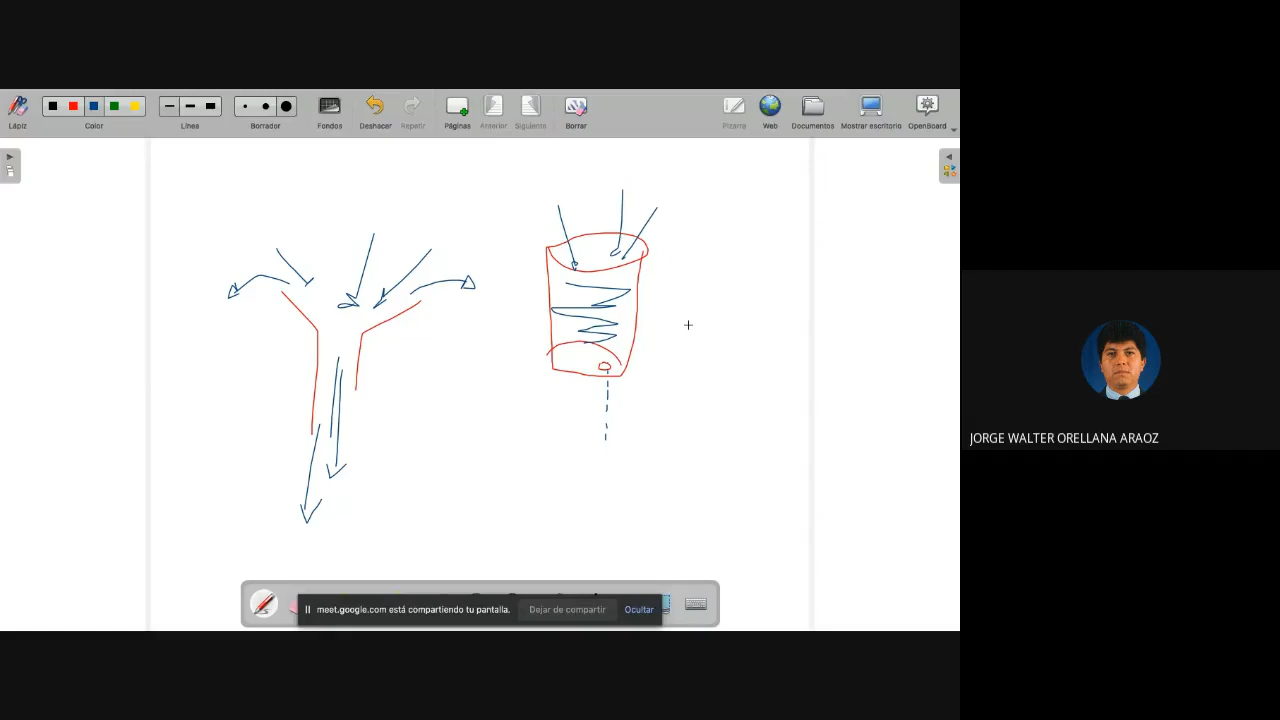 Lápiz
Color
Línea
Borrador
Fondos
Deshacer
Repetir
Páginas
Anterior
Siguiente
Borrar
Pizarra
Web
Documentos
Mostrar escritorio
OpenBoard
JORGE WALTER ORELLANA ARAOZ
meet.google.com está compartiendo tu pantalla.
Dejar de compartir
Ocultar